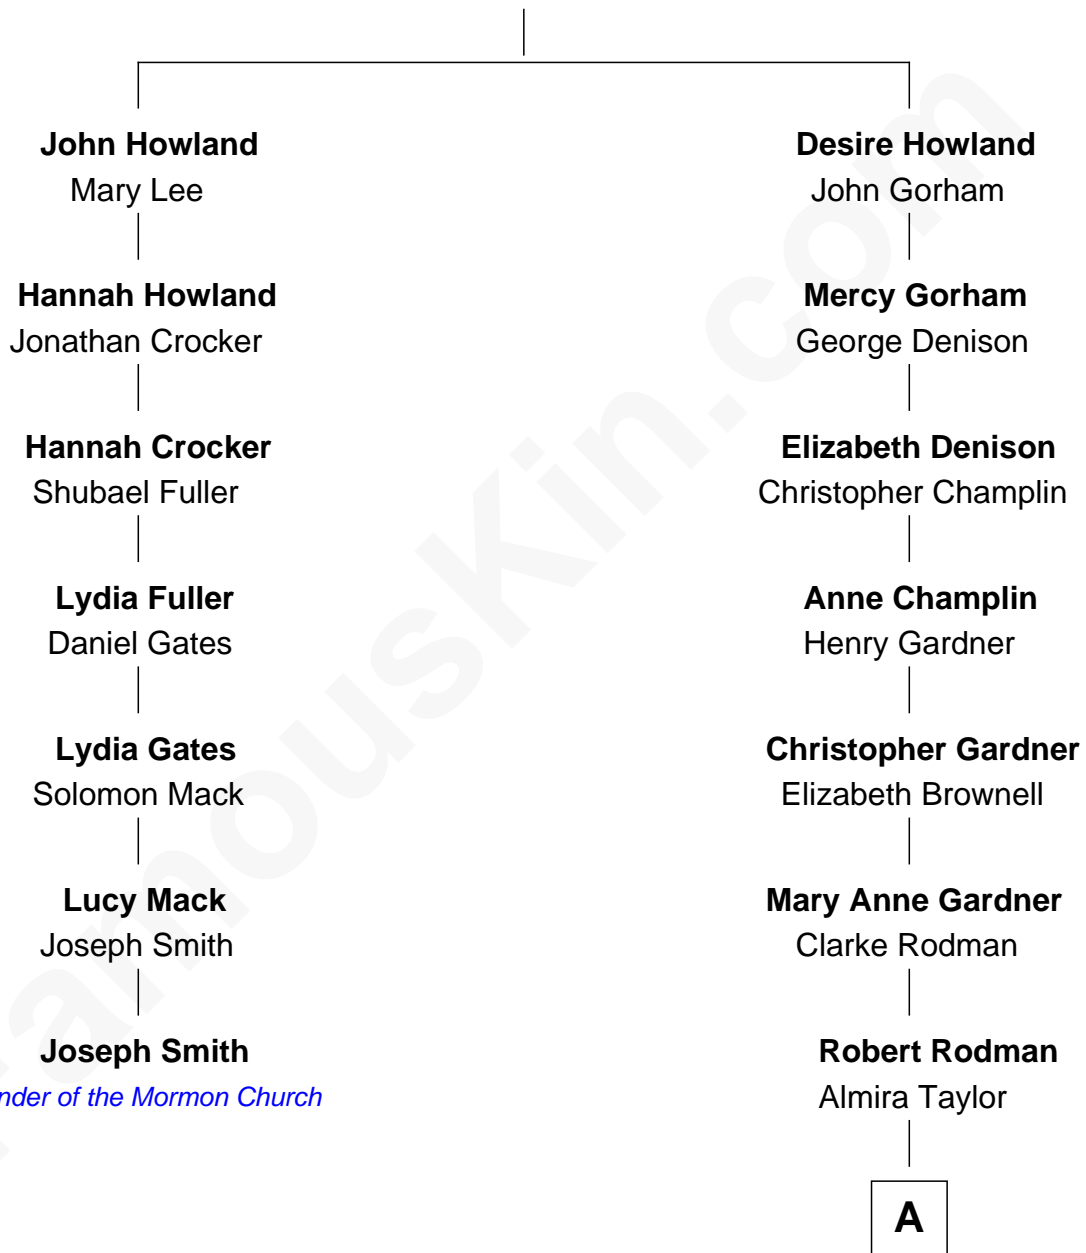 John Howland
Mary Lee
Hannah Howland
Jonathan Crocker
Hannah Crocker
Shubael Fuller
Lydia Fuller
Daniel Gates
Lydia Gates
Solomon Mack
Lucy Mack
Joseph Smith
Joseph Smith
of the Mormon Church
Desire Howland
John Gorham
Mercy Gorham
George Denison
Elizabeth Denison
Christopher Champlin
Anne Champlin
Henry Gardner
Christopher Gardner
Elizabeth Brownell
Mary Anne Gardner
Clarke Rodman
Robert Rodman
Almira Taylor
A
FamousKin.com